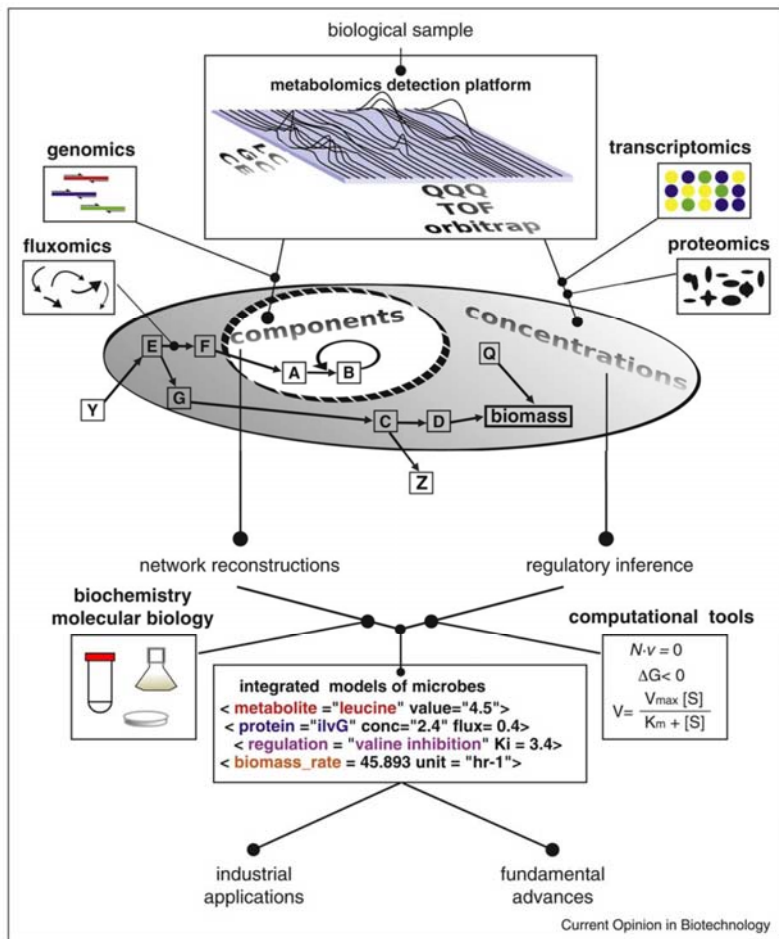 biological sample
metabolomics detection platform
QQQ
TOF
orbitrap
genomics
transcriptomics
fluxomics
proteomics
components
concentrations
E
F
A
B
Q
Y
G
C
D
biomass
Z
network reconstructions
regulatory inference
biochemistry
molecular biology
computational tools
N·v = 0
ΔG< 0
V= Vmax [S]
Km + [S]
integrated models of microbes
< metabolite ="leucine" value="4.5">
< protein ="ilvG" conc="2.4" flux= 0.4>
< regulation = "valine inhibition" Ki = 3.4>
< biomass_rate = 45.893 unit = "hr-1">
industrial
applications
fundamental
advances
Current Opinion in Biotechnology